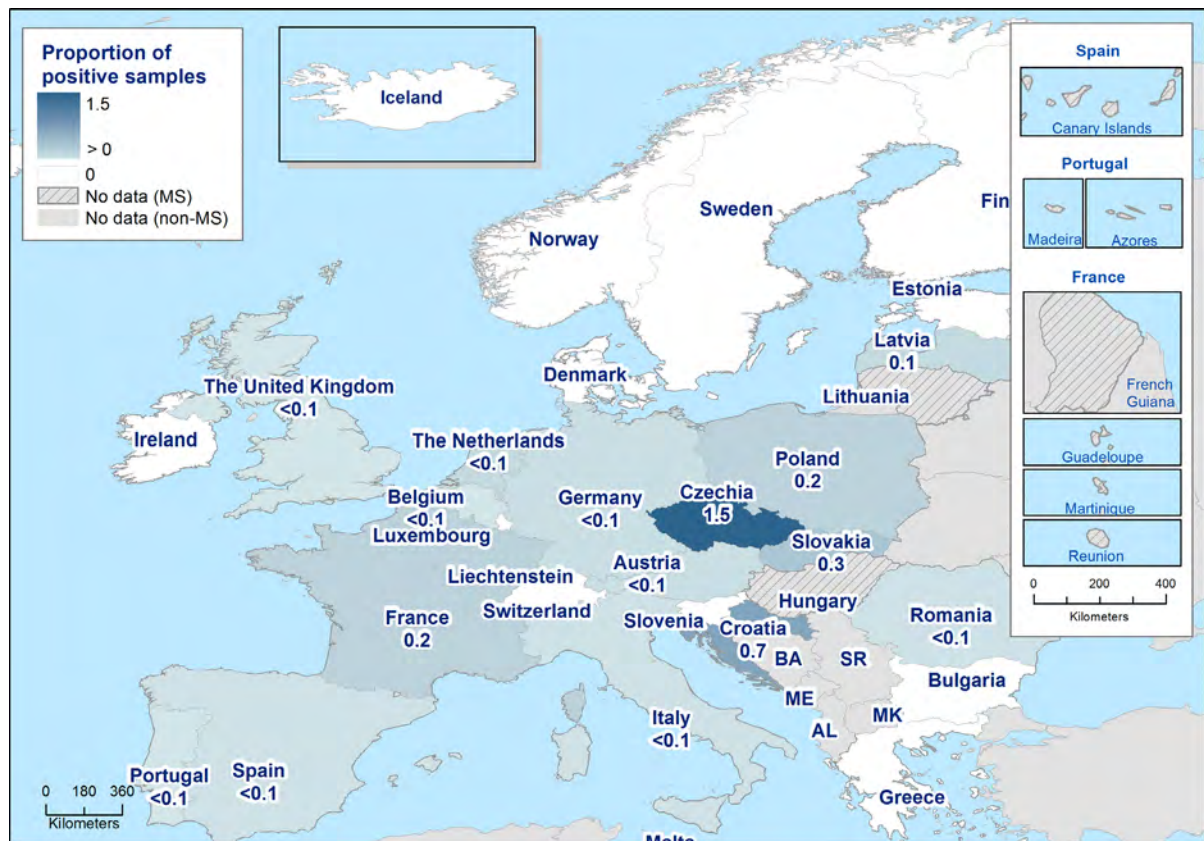 Proportion of
positive samples
1.5
> 0
0
No data (MS)
No data (non-MS)
Iceland
Norway
Sweden
Fin
Estonia
Latvia
0.1
Lithuania
Denmark
The United Kingdom
<0.1
Ireland
The Netherlands
<0.1
Belgium
<0.1
Luxembourg
Germany
<0.1
Poland
0.2
Czechia
1.5
Slovakia
0.3
Austria
<0.1
Liechtenstein
Switzerland
France
0.2
Hungary
Slovenia
Croatia
0.7
Romania
<0.1
BA
SR
Bulgaria
ME
MK
AL
Italy
<0.1
Portugal
<0.1
Spain
<0.1
Greece
Malta
0 180 360
Kilometers
Spain
Canary Islands
Portugal
Madeira
Azores
France
French
Guiana
Guadeloupe
Martinique
Reunion
0 200 400
Kilometers